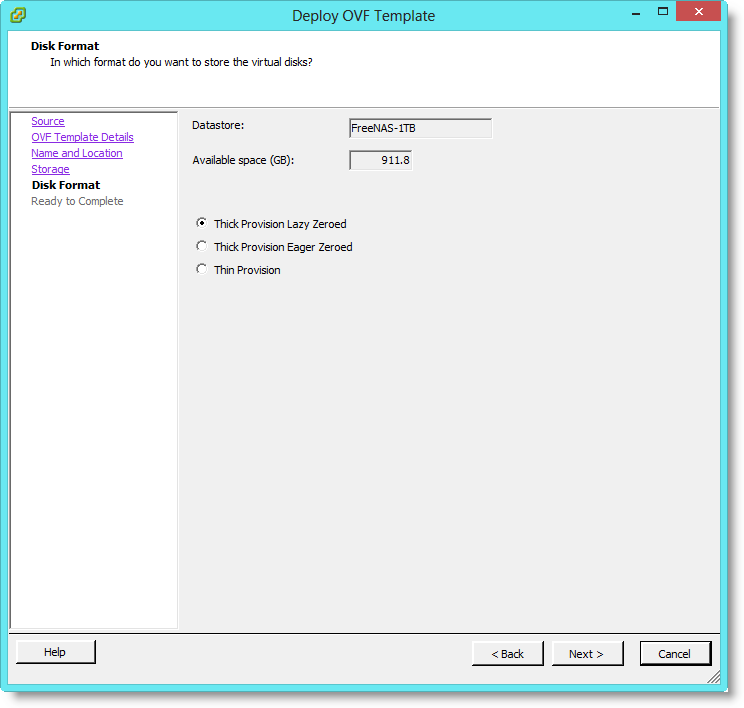 Deploy OVF Template
Disk Format
In which format do you want to store the virtual disks?
Source
OVF Template Details
Name and Location
Storage
Disk Format
Ready to Complete
Datastore:
FreeNAS-1TB
Available space (GB):
911.8
Thick Provision Lazy Zeroed
Thick Provision Eager Zeroed
Thin Provision
Help
< Back
Next >
Cancel